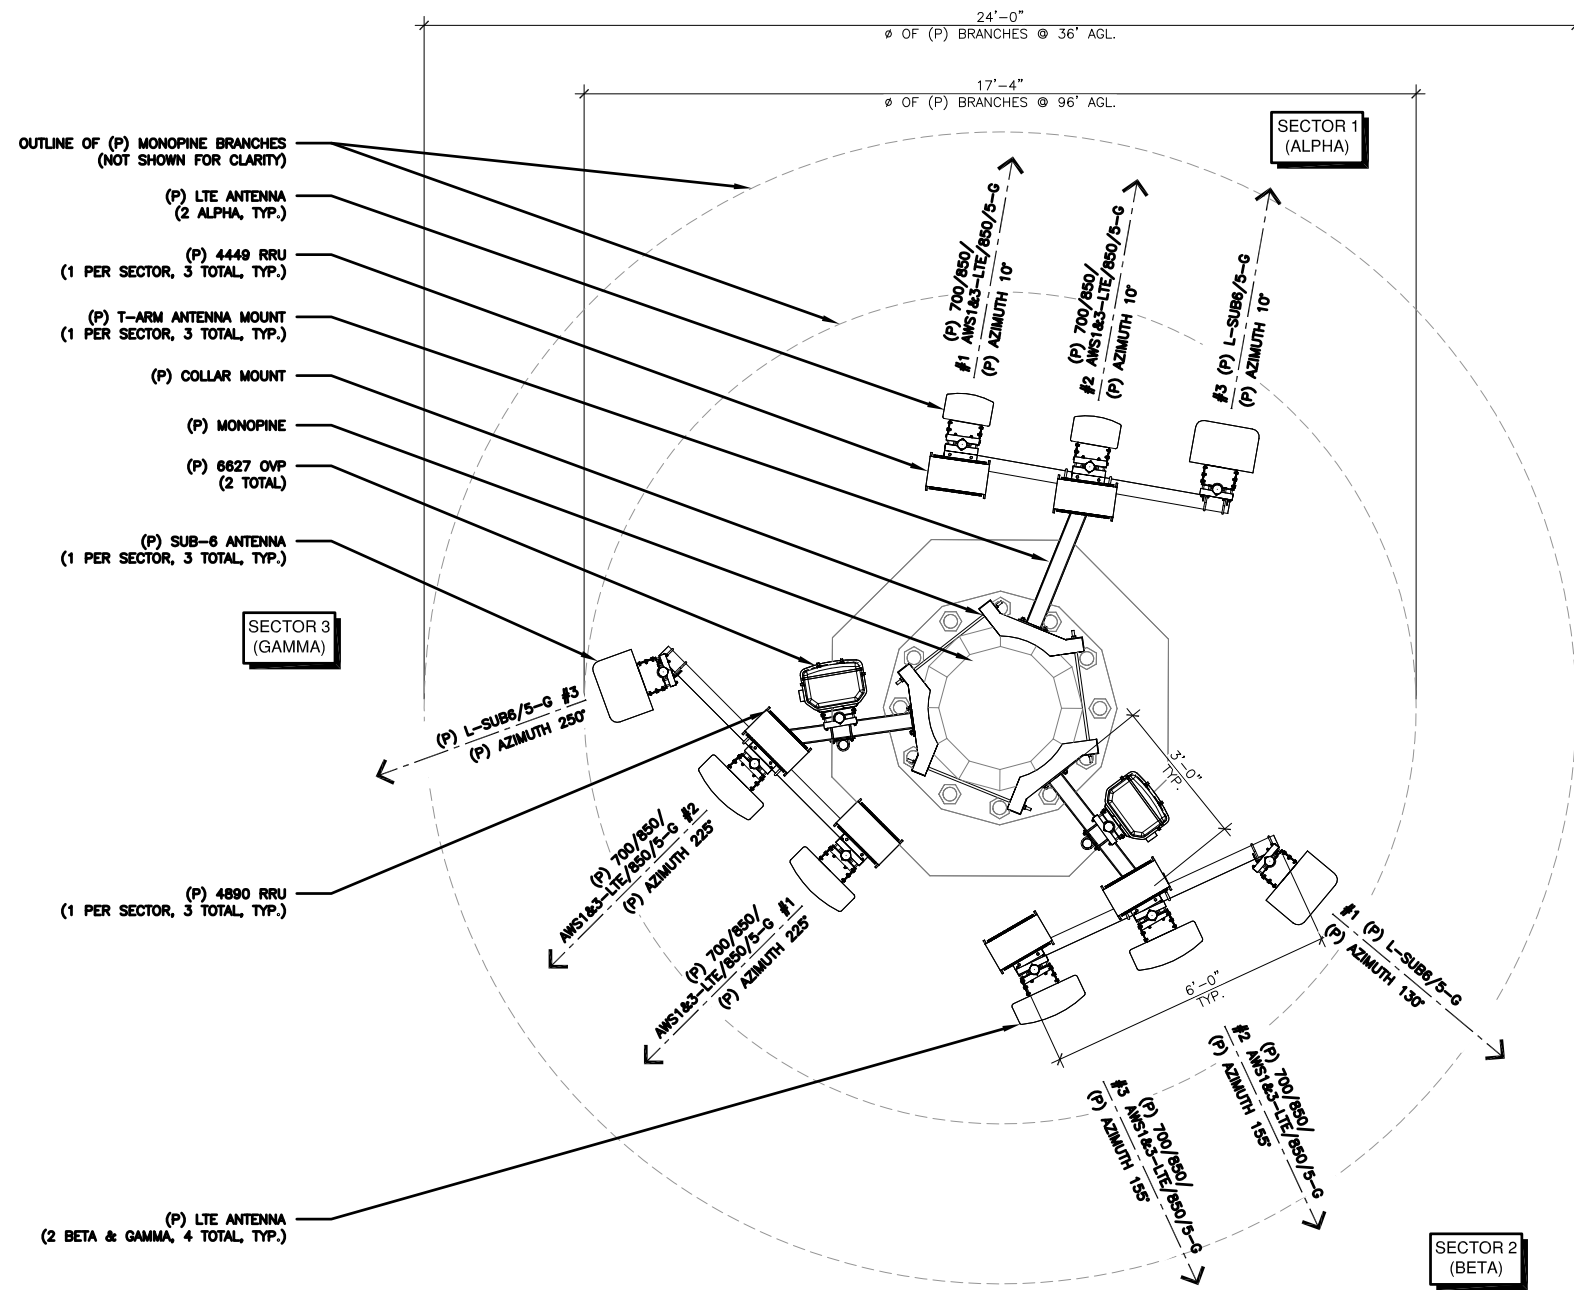 24'-0"
ø OF (P) BRANCHES @ 36' AGL.
17'-4"
ø OF (P) BRANCHES @ 96' AGL.
SECTOR 1
(ALPHA)
OUTLINE OF (P) MONOPINE BRANCHES
(NOT SHOWN FOR CLARITY)
(P) LTE ANTENNA
(2 ALPHA, TYP.)
(P) 4449 RRU
(1 PER SECTOR, 3 TOTAL, TYP.)
(P) T-ARM ANTENNA MOUNT
(1 PER SECTOR, 3 TOTAL, TYP.)
(P) COLLAR MOUNT
(P) MONOPINE
(P) 6627 OVP
(2 TOTAL)
(P) SUB-6 ANTENNA
(1 PER SECTOR, 3 TOTAL, TYP.)
SECTOR 3
(GAMMA)
(P) 4890 RRU
(1 PER SECTOR, 3 TOTAL, TYP.)
(P) LTE ANTENNA
(2 BETA & GAMMA, 4 TOTAL, TYP.)
(P) 700/850/
#1 AWS1&3-LTE/850/5-G
(P) AZIMUTH 10°
(P) 700/850/
#2 AWS1&3-LTE/850/5-G
(P) AZIMUTH 10°
#3 (P) L-SUB6/5-G
(P) AZIMUTH 10°
(P) L-SUB6/5-G #3
(P) AZIMUTH 250°
(P) 700/850/
AWS1&3-LTE/850/5-G #2
(P) AZIMUTH 225°
(P) 700/850/
AWS1&3-LTE/850/5-G #1
(P) AZIMUTH 225°
3'-0"
TYP.
6'-0"
TYP.
#1 (P) L-SUB6/5-G
(P) AZIMUTH 130°
(P) 700/850/
#2 AWS1&3-LTE/850/5-G
(P) AZIMUTH 155°
(P) 700/850/
#3 AWS1&3-LTE/850/5-G
(P) AZIMUTH 155°
SECTOR 2
(BETA)